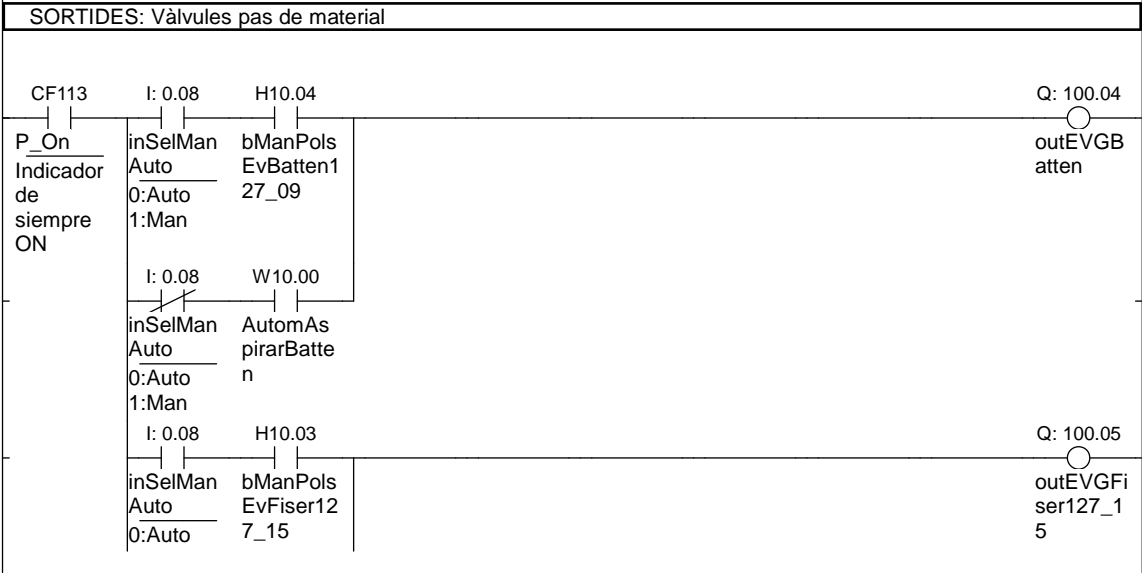 SORTIDES: Vàlvules pas de material
CF113
I: 0.08
H10.04
Q: 100.04
P_On
Indicador
de
siempre
ON
inSelMan
Auto
0:Auto
1:Man
bManPols
EvBatten1
27_09
outEVGB
atten
I: 0.08
W10.00
inSelMan
Auto
0:Auto
1:Man
AutomAs
pirarBatte
n
I: 0.08
H10.03
Q: 100.05
inSelMan
Auto
0:Auto
bManPols
EvFiser12
7_15
outEVGFi
ser127_1
5